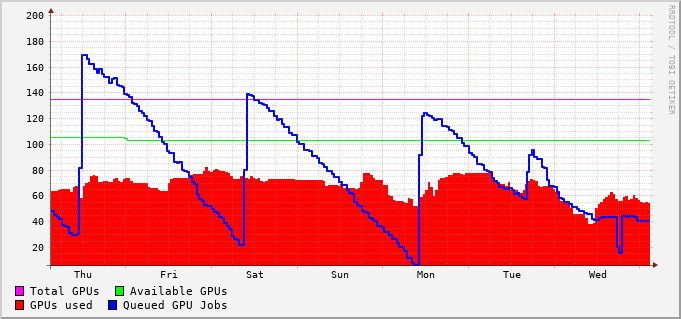 RRDTOOL / TOBI OETIKER
200
180
160
140
120
100
80
60
40
20
Thu Fri Sat Sun Mon Tue Wed
Total GPUs Available GPUs
GPUs used Queued GPU Jobs